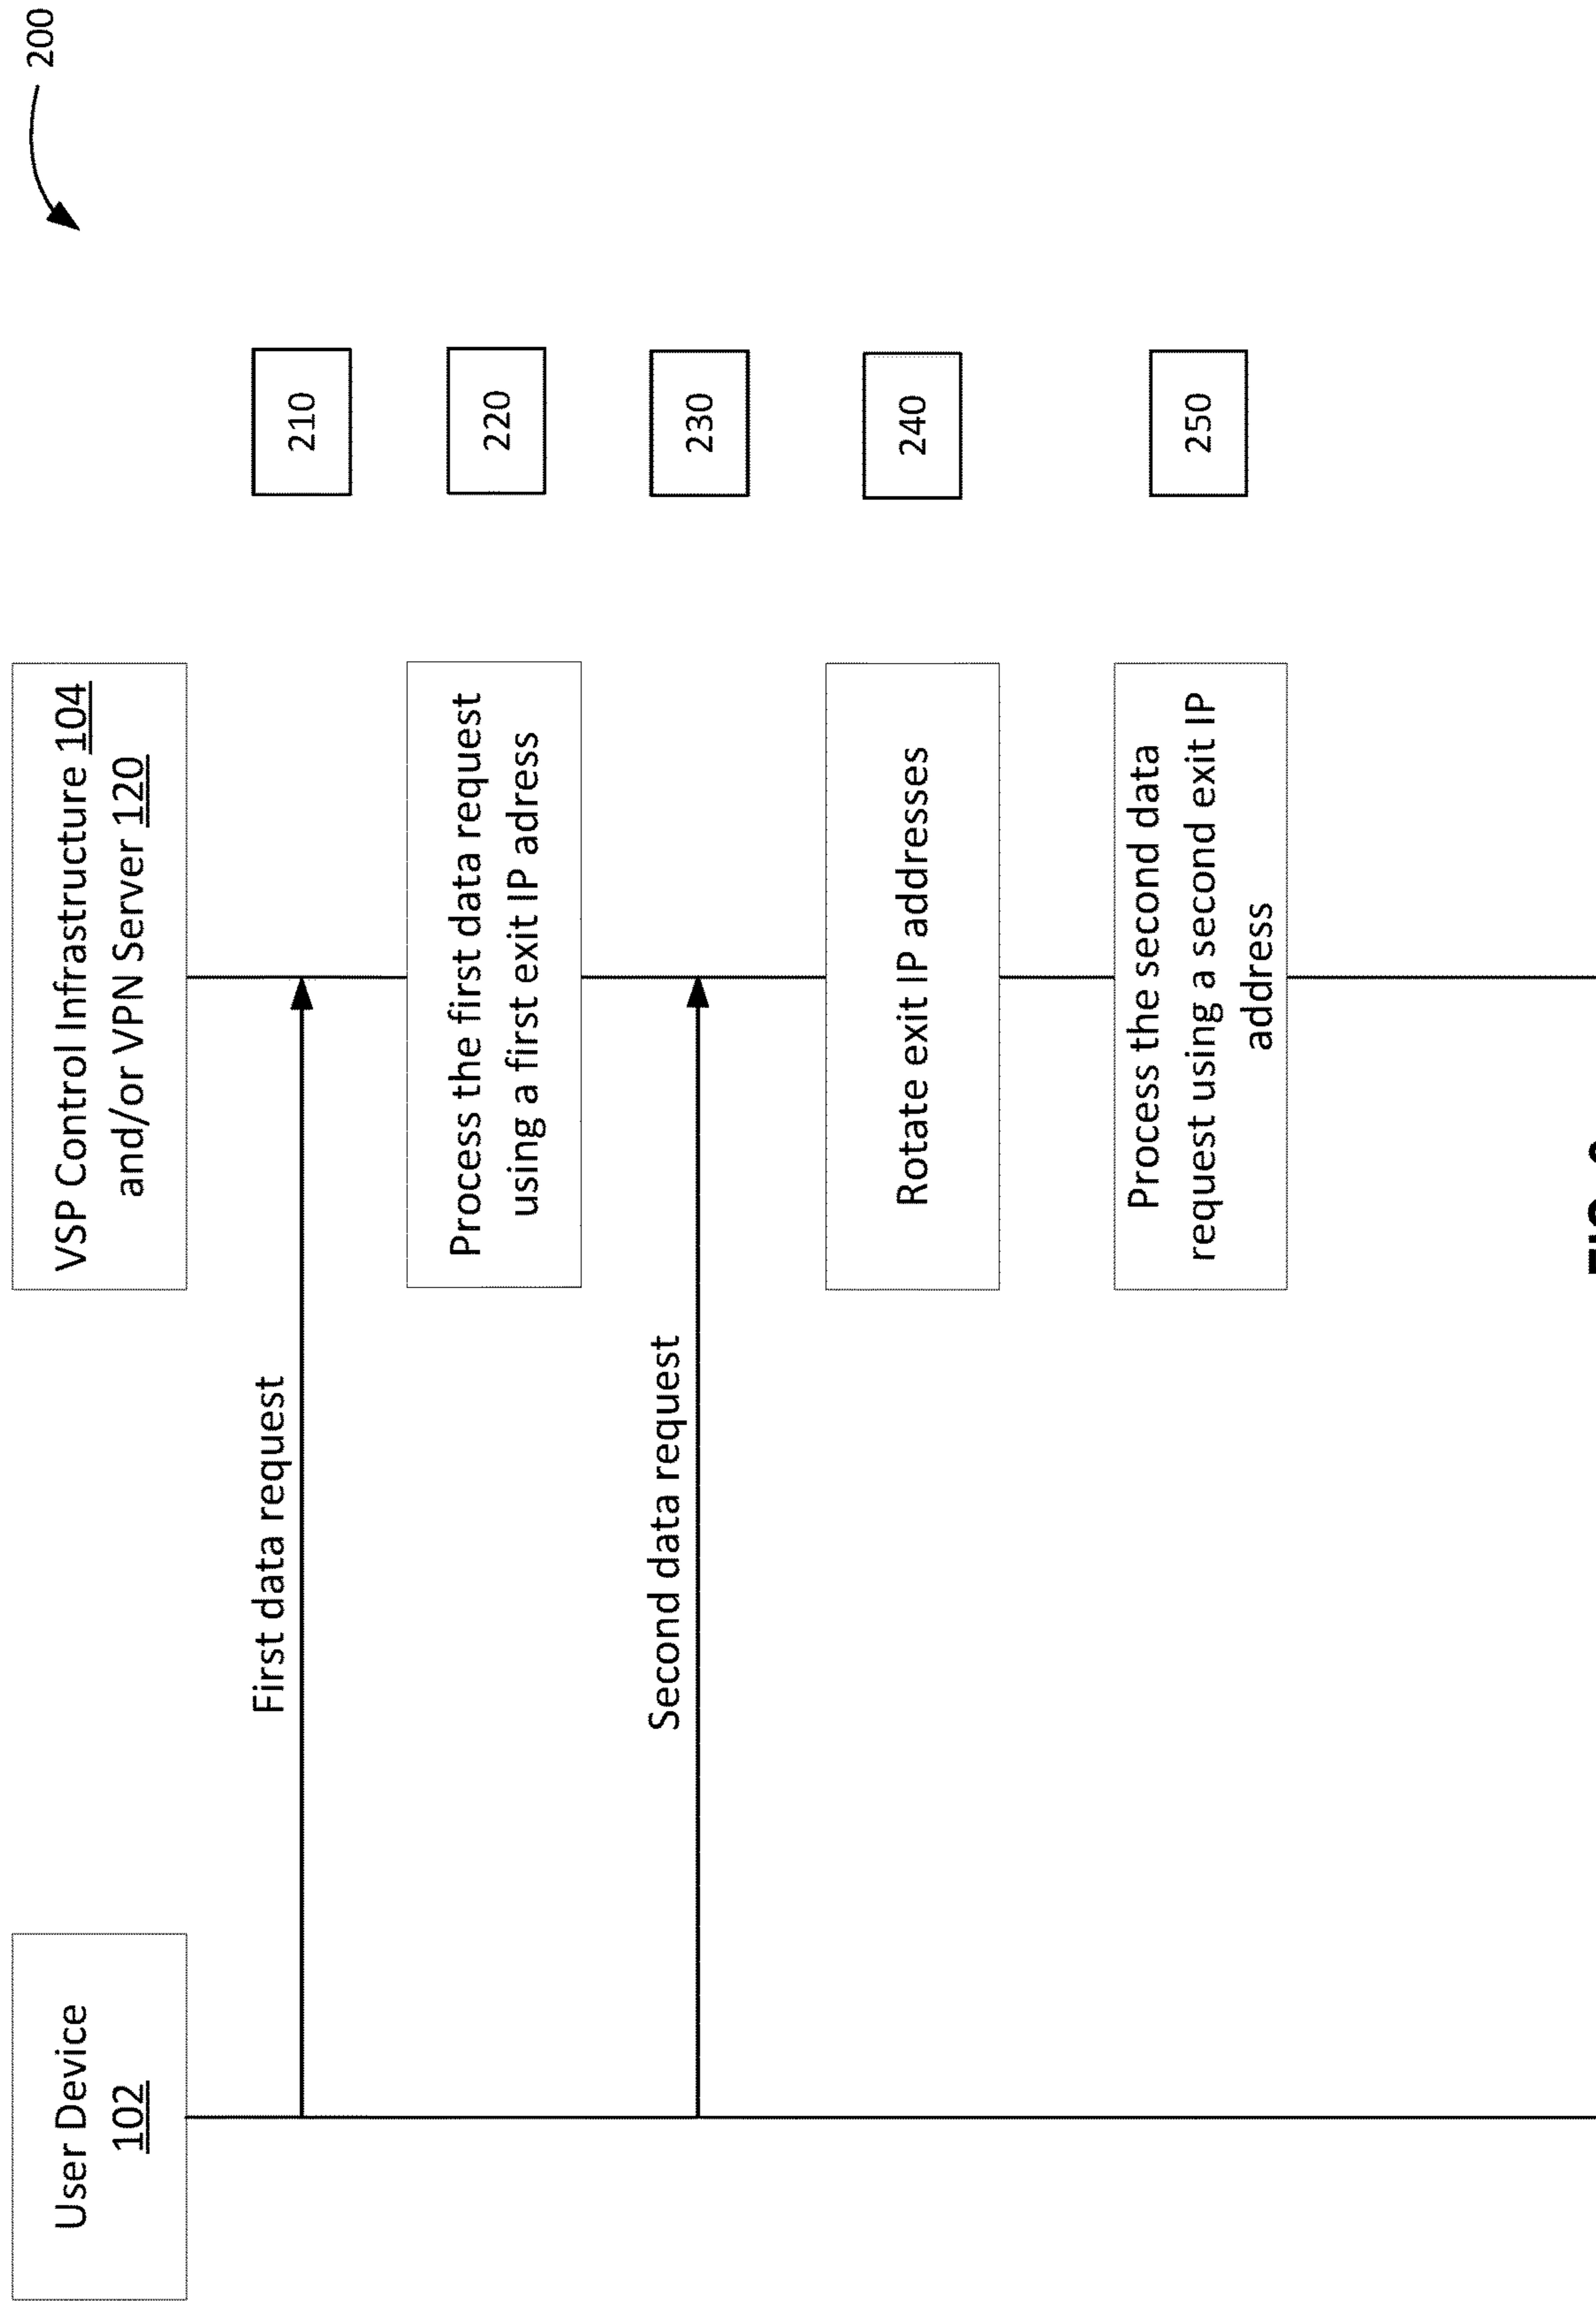 200
User Device
102
VSP Control Infrastructure 104
and/or VPN Server 120
First data request
210
Process the first data request
using a first exit IP adress
220
Second data request
230
Rotate exit IP addresses
240
Process the second data
request using a second exit IP
address
250